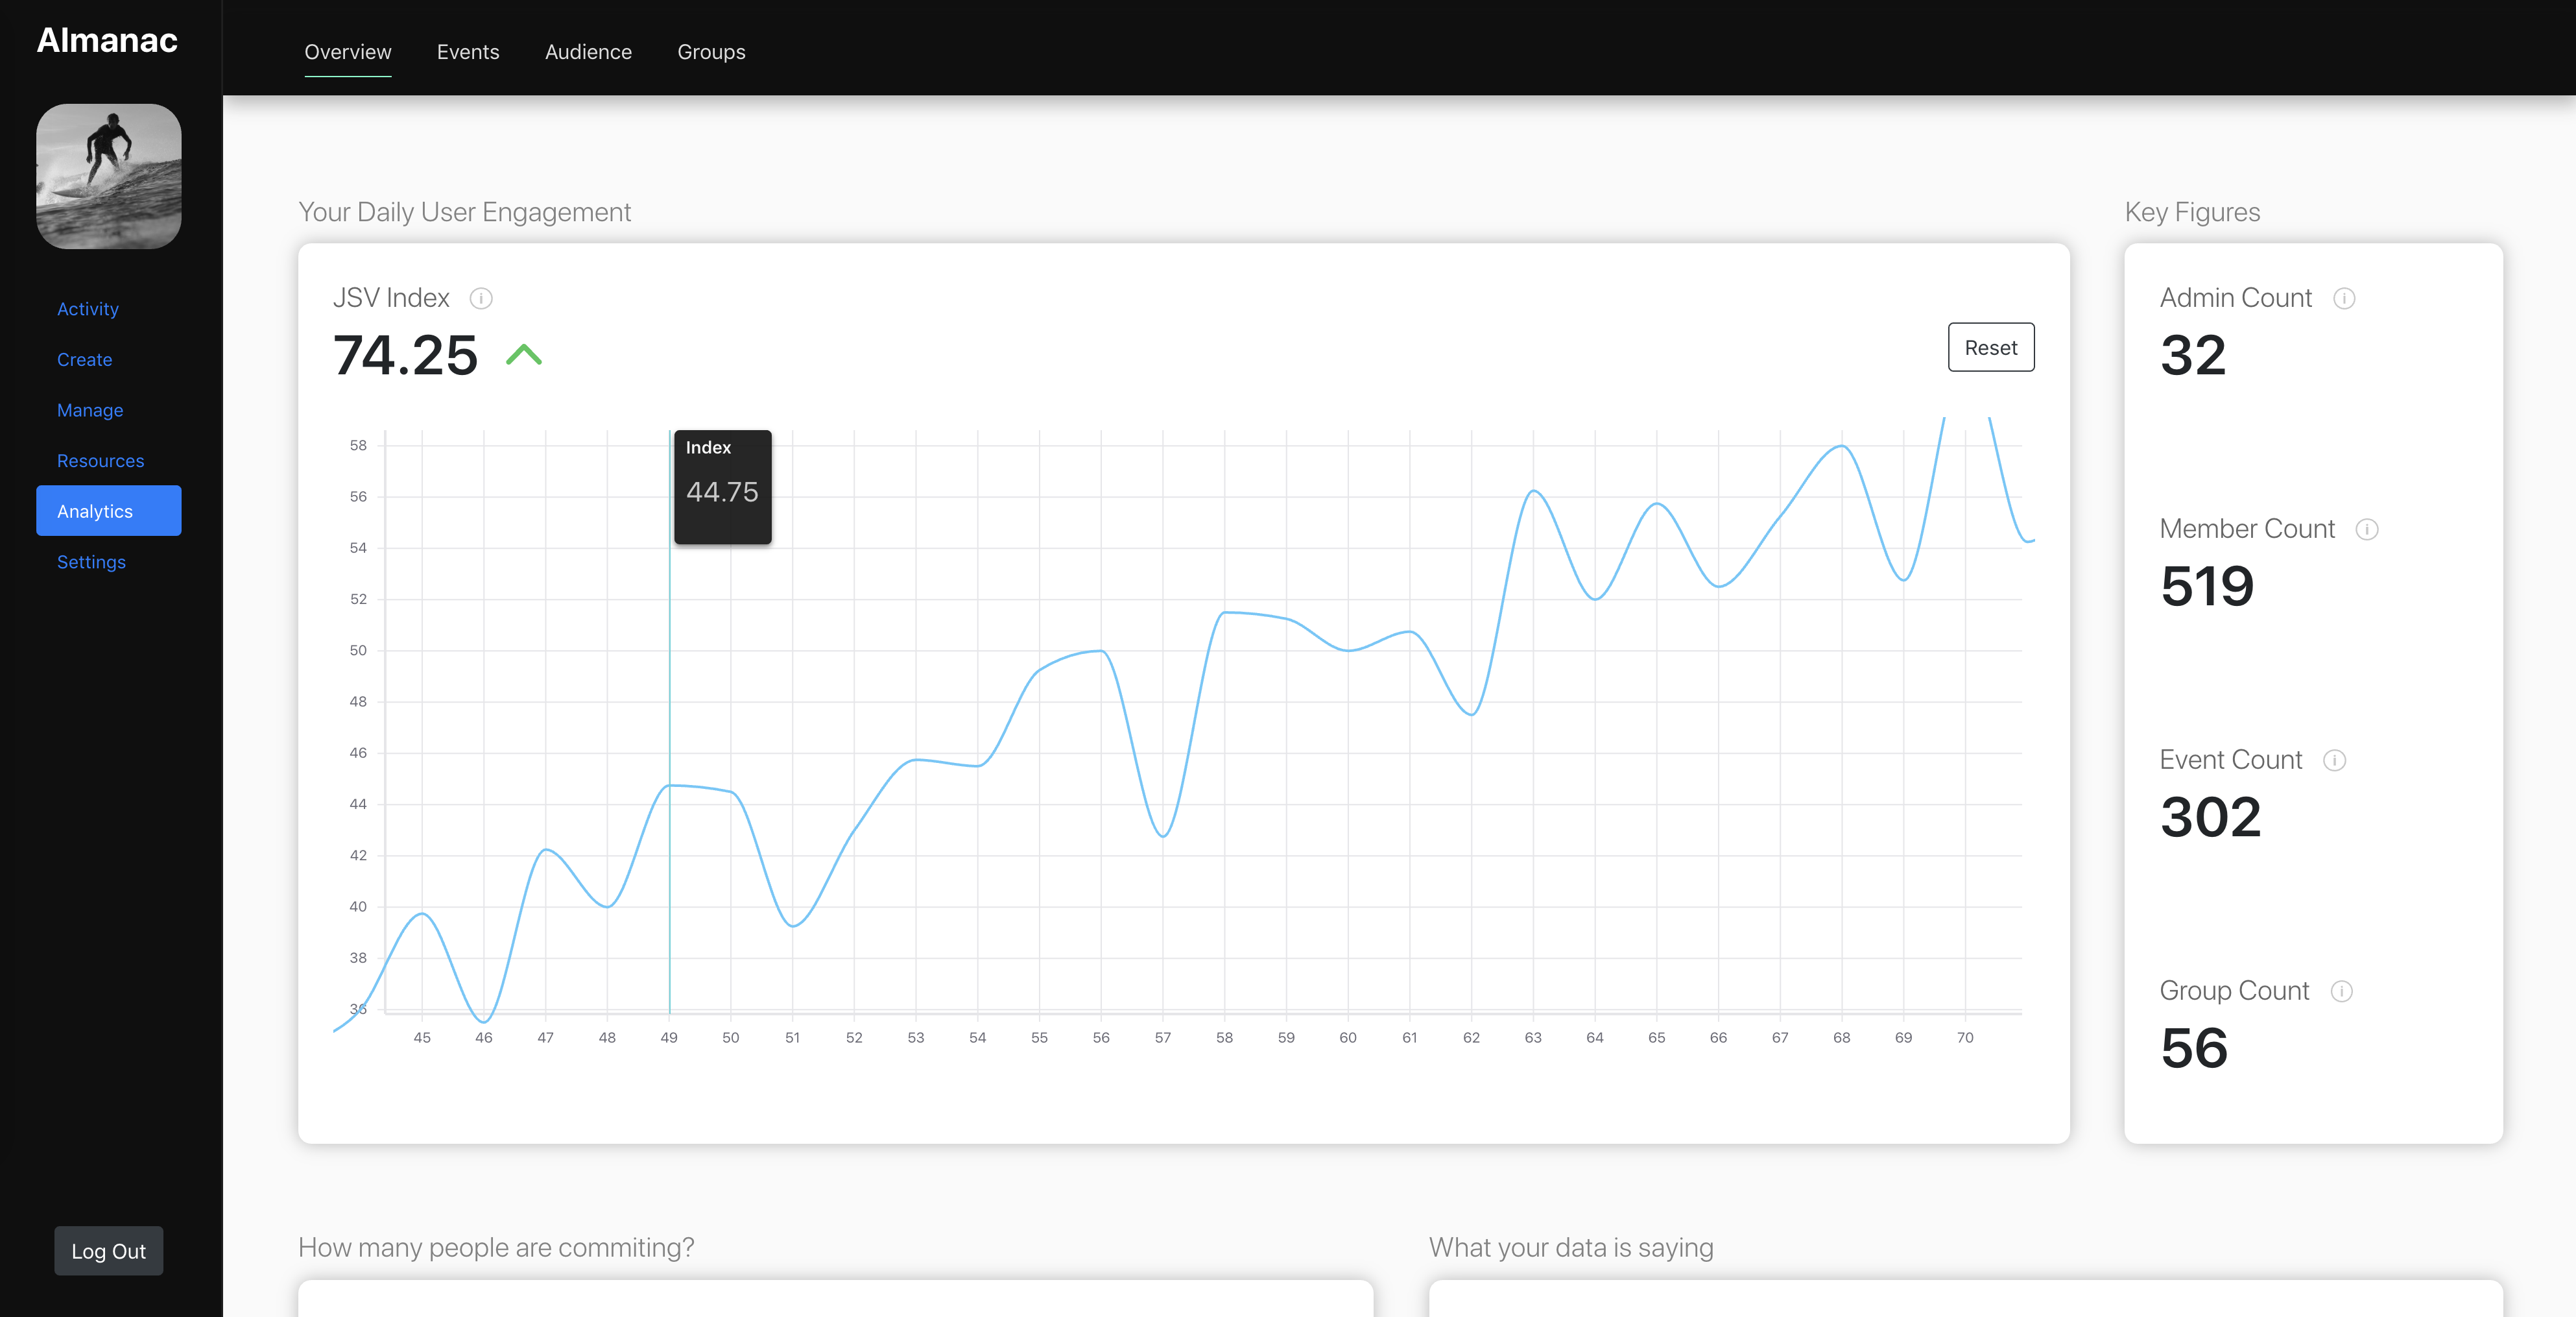 Almanac
Overview
Events
Audience
Groups
Activity
Create
Manage
Resources
Analytics
Settings
Log Out
Your Daily User Engagement
JSV Index
74.25
Reset
Index
44.75
58
56
54
52
50
48
46
44
42
40
38
36
45 46 47 48 49 50 51 52 53 54 55 56 57 58 59 60 61 62 63 64 65 66 67 68 69 70
Key Figures
Admin Count
32
Member Count
519
Event Count
302
Group Count
56
How many people are commiting?
What your data is saying